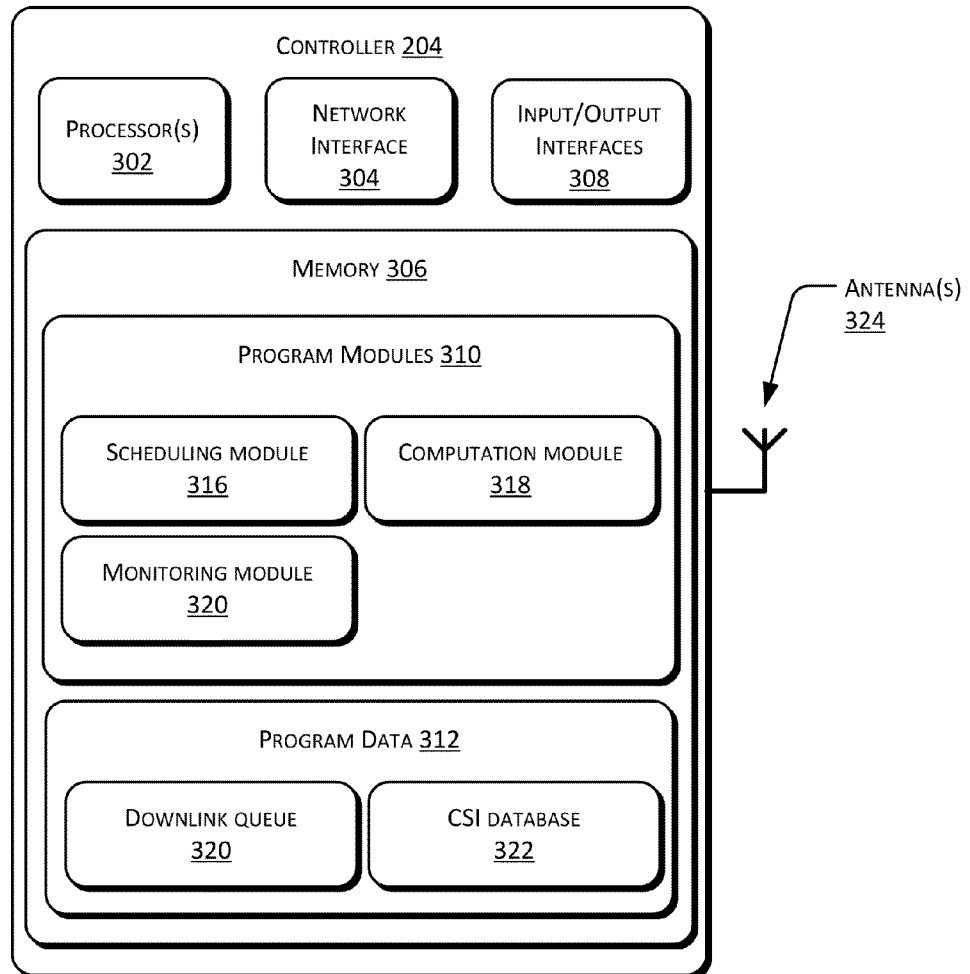 CONTROLLER 204
PROCESSOR(S)
302
NETWORK
INTERFACE
304
INPUT/OUTPUT
INTERFACES
308
MEMORY 306
ANTENNA(S)
324
PROGRAM MODULES 310
SCHEDULING MODULE
316
COMPUTATION MODULE
318
MONITORING MODULE
320
PROGRAM DATA 312
DOWNLINK QUEUE
320
CSI DATABASE
322